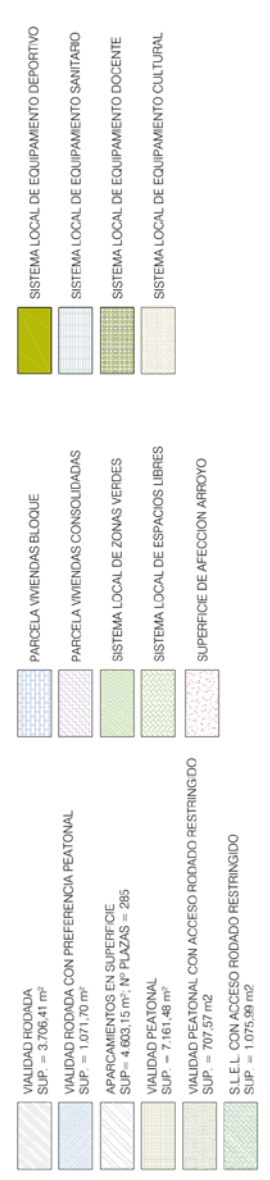 VIALIDAD RODADA
SUP. = 3.706,41 m²
VIALIDAD RODADA CON PREFERENCIA PEATONAL
SUP. = 1.071,70 m²
APARCAMIENTOS EN SUPERFICIE
SUP= 4.603,15 m²; Nº PLAZAS = 285
VIALIDAD PEATONAL
SUP. = 7.161,48 m²
VIALIDAD PEATONAL CON ACCESO RODADO RESTRINGIDO
SUP. = 707,57 m2
S.L.E.L. CON ACCESO RODADO RESTRINGIDO
SUP. = 1.075,99 m2
PARCELA VIVIENDAS BLOQUE
PARCELA VIVIENDAS CONSOLIDADAS
SISTEMA LOCAL DE ZONAS VERDES
SISTEMA LOCAL DE ESPACIOS LIBRES
SUPERFICIE DE AFECCION ARROYO
SISTEMA LOCAL DE EQUIPAMIENTO DEPORTIVO
SISTEMA LOCAL DE EQUIPAMIENTO SANITARIO
SISTEMA LOCAL DE EQUIPAMIENTO DOCENTE
SISTEMA LOCAL DE EQUIPAMIENTO CULTURAL